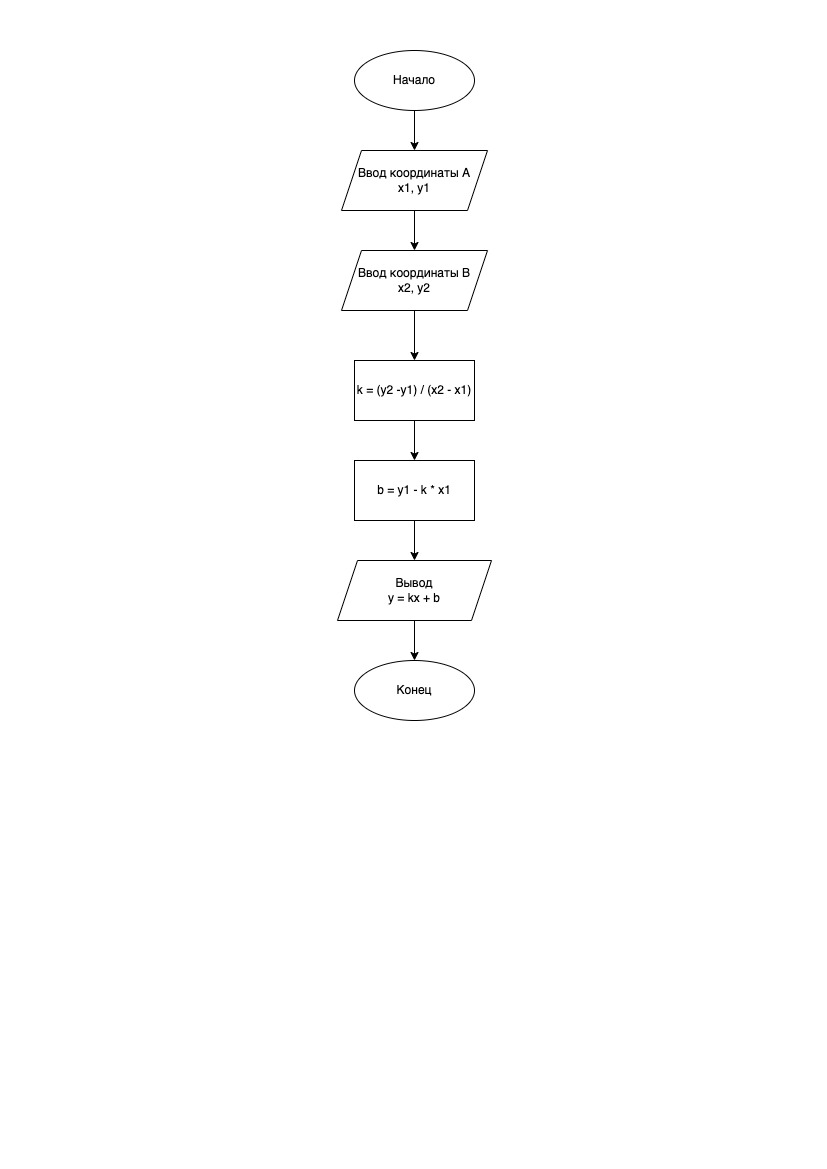 Начало
Ввод координаты А
x1, y1
Ввод координаты B
x2, y2
k = (y2 -y1) / (x2 - x1)
b = y1 - k * x1
Вывод
y = kx + b
Конец